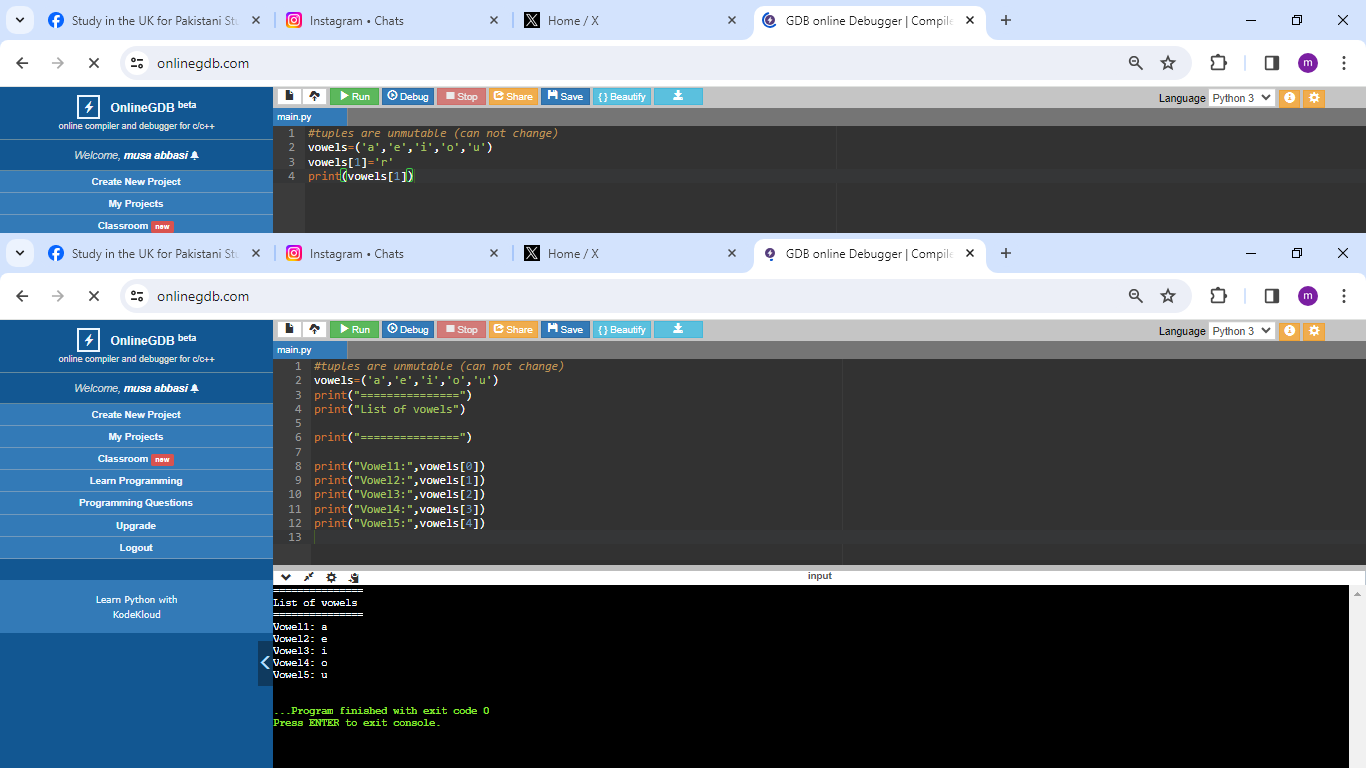 Study in the UK for Pakistani Stu
Instagram • Chats
Home / X
GDB online Debugger | Compile
onlinegdb.com
m
OnlineGDB beta
online compiler and debugger for c/c++
Welcome, musa abbasi
Create New Project
My Projects
Classroom new
Run Debug Stop Share Save {} Beautify
Language Python 3
main.py
1 #tuples are unmutable (can not change)
2 vowels=('a','e','i','o','u')
3 vowels[1]='r'
4 print(vowels[1])
Study in the UK for Pakistani Stu
Instagram • Chats
Home / X
GDB online Debugger | Compile
onlinegdb.com
m
OnlineGDB beta
online compiler and debugger for c/c++
Welcome, musa abbasi
Create New Project
My Projects
Classroom new
Learn Programming
Programming Questions
Upgrade
Logout
Learn Python with
KodeKloud
Run Debug Stop Share Save {} Beautify
Language Python 3
main.py
1 #tuples are unmutable (can not change)
2 vowels=('a','e','i','o','u')
3 print("===============")
4 print("List of vowels")
5
6 print("===============")
7
8 print("Vowel1:",vowels[0])
9 print("Vowel2:",vowels[1])
10 print("Vowel3:",vowels[2])
11 print("Vowel4:",vowels[3])
12 print("Vowel5:",vowels[4])
13
input
===============
List of vowels
===============
Vowel1: a
Vowel2: e
Vowel3: i
Vowel4: o
Vowel5: u
...Program finished with exit code 0
Press ENTER to exit console.